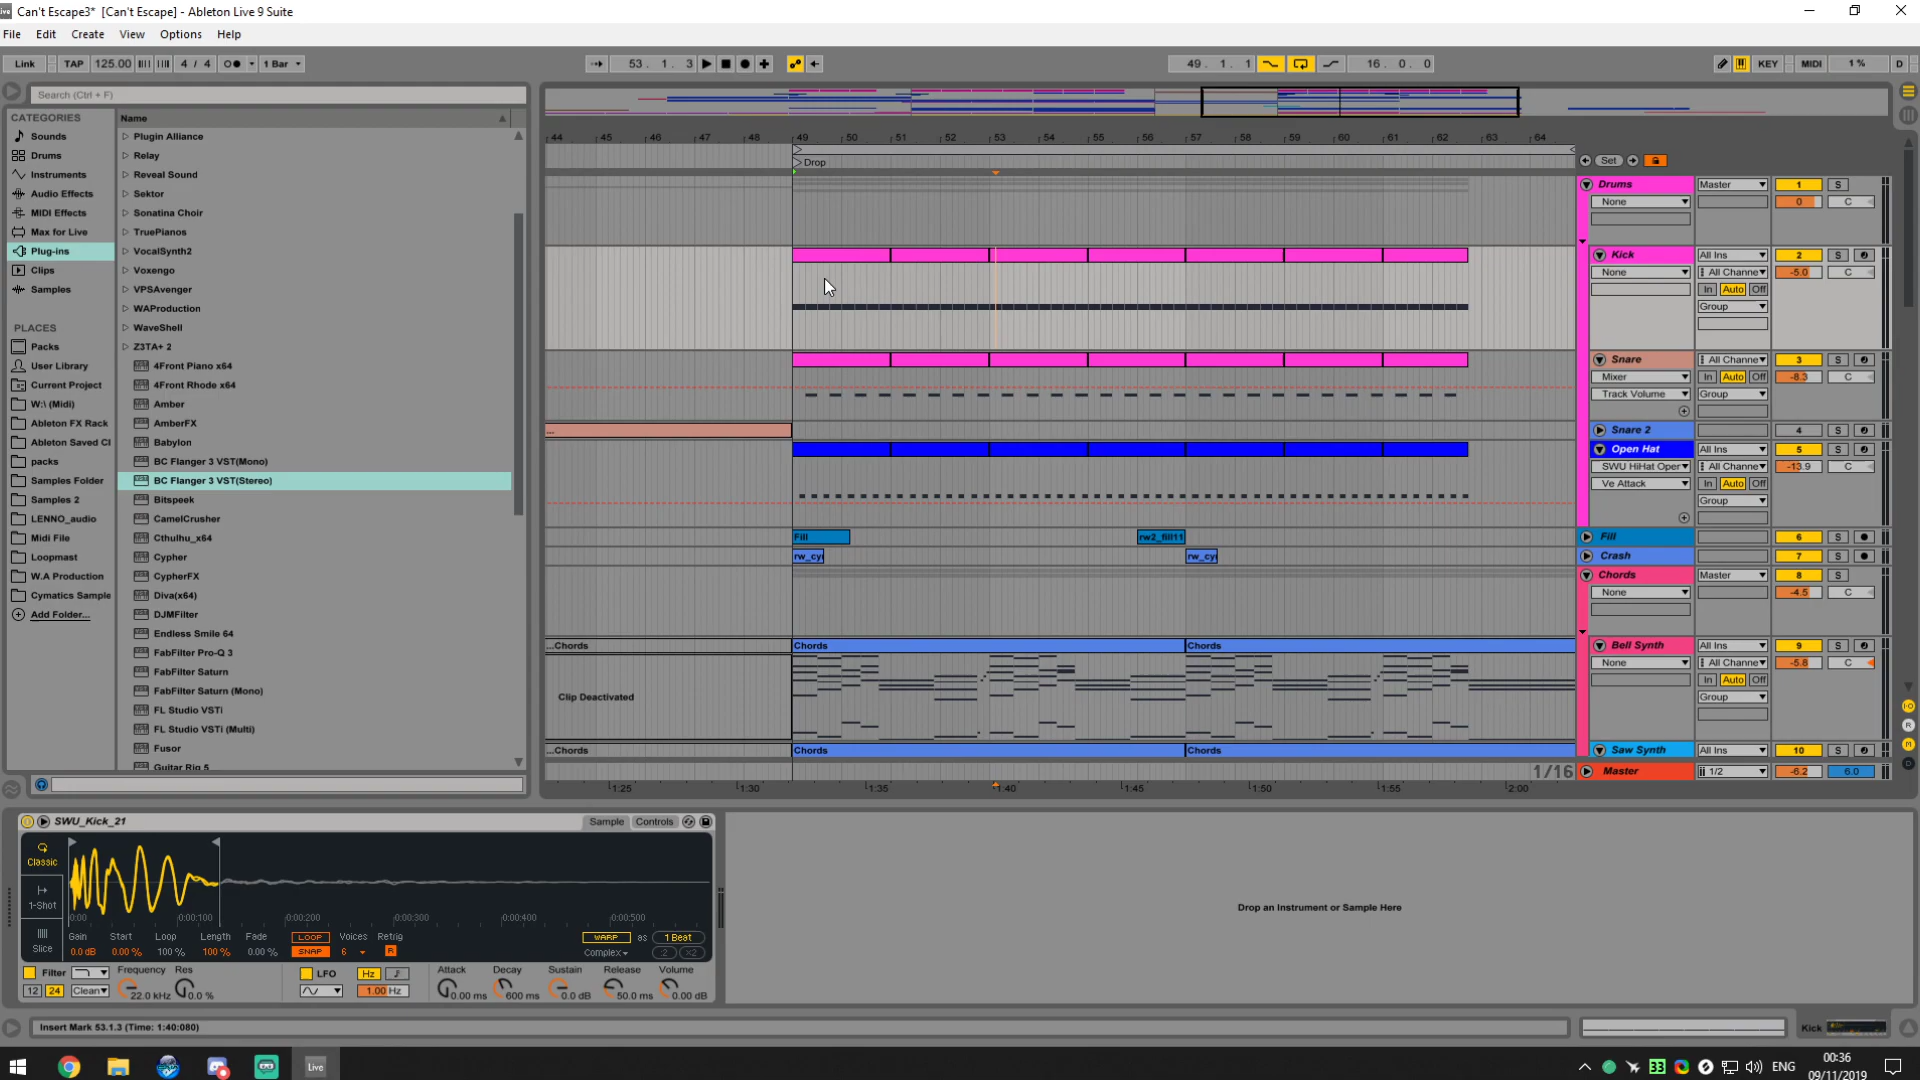 Can't Escape3*  [Can't Escape] - Ableton Live 9 Suite
File Edit Create View Options Help
Link TAP 125.00 4 / 4 1 Bar 53. 1. 3 49. 1. 1 16. 0. 0 KEY MIDI 1 % D
Search (Ctrl + F)
CATEGORIES
Sounds
Drums
Instruments
Audio Effects
MIDI Effects
Max for Live
Plug-ins
Clips
Samples
PLACES
Packs
User Library
Current Project
W:\ (Midi)
Ableton FX Rack
Ableton Saved Cl
packs
Samples Folder
Samples 2
LENNO_audio
Midi File
Loopmast
W.A Production
Cymatics Sample
Add Folder...
Name
Plugin Alliance
Relay
Reveal Sound
Sektor
Sonatina Choir
TruePianos
VocalSynth2
Voxengo
VPSAvenger
WAProduction
WaveShell
Z3TA+ 2
4Front Piano x64
4Front Rhode x64
Amber
AmberFX
Babylon
BC Flanger 3 VST(Mono)
BC Flanger 3 VST(Stereo)
Bitspeek
CamelCrusher
Cthulhu_x64
Cypher
CypherFX
Diva(x64)
DJMFilter
Endless Smile 64
FabFilter Pro-Q 3
FabFilter Saturn
FabFilter Saturn (Mono)
FL Studio VSTi
FL Studio VSTi (Multi)
Fusor
Guitar Rig 5
44 45 46 47 48 49 50 51 52 53 54 55 56 57 58 59 60 61 62 63 64
Drop
Set
Drums Master 1 S
None 0 C
Kick All Ins 2 S
None All Channe -5.0 C
In Auto Off
Group
Snare All Channe 3 S
Mixer In Auto Off -8.3 C
Track Volume Group
... Snare 2 4 S
Open Hat All Ins 5 S
SWU HiHat Oper All Channe -13.9 C
Ve Attack In Auto Off
Group
Fill rw2_fill11 Fill 6 S
rw_cyı rw_cyı Crash 7 S
Chords Master 8 S
None -4.5 C
...Chords Chords Chords Bell Synth All Ins 9 S
None All Channe -5.8 C
In Auto Off
Clip Deactivated Group
...Chords Chords Chords Saw Synth All Ins 10 S
1/16 Master 1/2 -6.2 6.0
1:25 1:30 1:35 1:40 1:45 1:50 1:55 2:00
SWU_Kick_21 Sample Controls
Classic
1-Shot
Slice
0:00 0:00:100 0:00:200 0:00:300 0:00:400 0:00:500
Gain Start Loop Length Fade LOOP Voices Retrig WARP as 1 Beat
0.0 dB 0.00 % 100 % 100 % 0.00 % SNAP 6 R Complex :2 x2
Filter Frequency Res LFO Hz Attack Decay Sustain Release Volume
12 24 Clean 22.0 kHz 0.0 % 1.00 Hz 0.00 ms 600 ms 0.0 dB 50.0 ms 0.00 dB
Drop an Instrument or Sample Here
Insert Mark 53.1.3 (Time: 1:40:080)
Kick
Live
33
ENG
00:36
09/11/2019